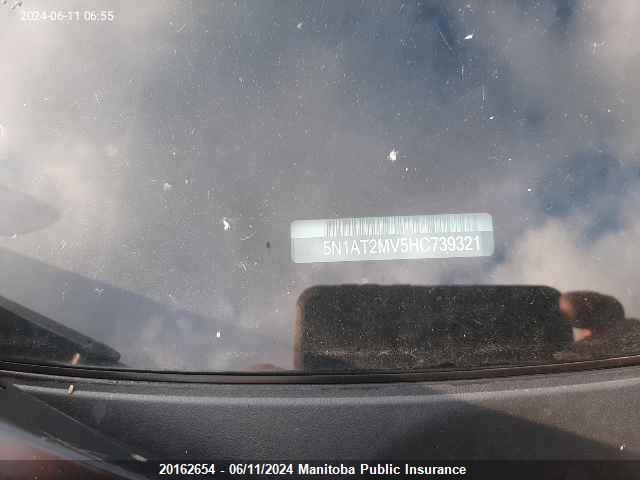 2024-06-11 06:55
5N1AT2MV5HC739321
20162654 - 06/11/2024 Manitoba Public Insurance